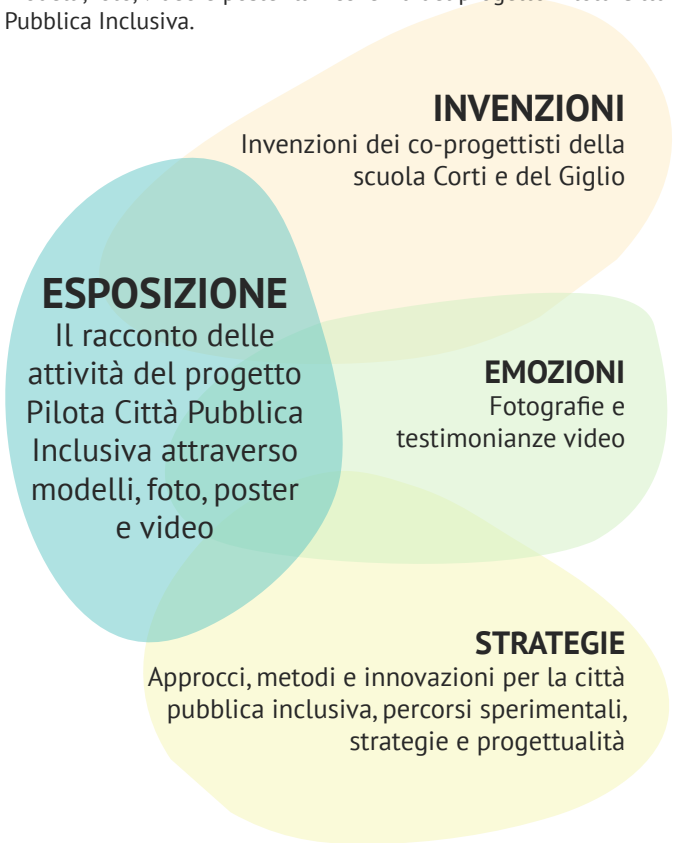 Pubblica Inclusiva.
INVENZIONI
Invenzioni dei co-progettisti della
scuola Corti e del Giglio
ESPOSIZIONE
Il racconto delle
attività del progetto
Pilota Città Pubblica
Inclusiva attraverso
modelli, foto, poster
e video
EMOZIONI
Fotografie e
testimonianze video
STRATEGIE
Approcci, metodi e innovazioni per la città
pubblica inclusiva, percorsi sperimentali,
strategie e progettualità